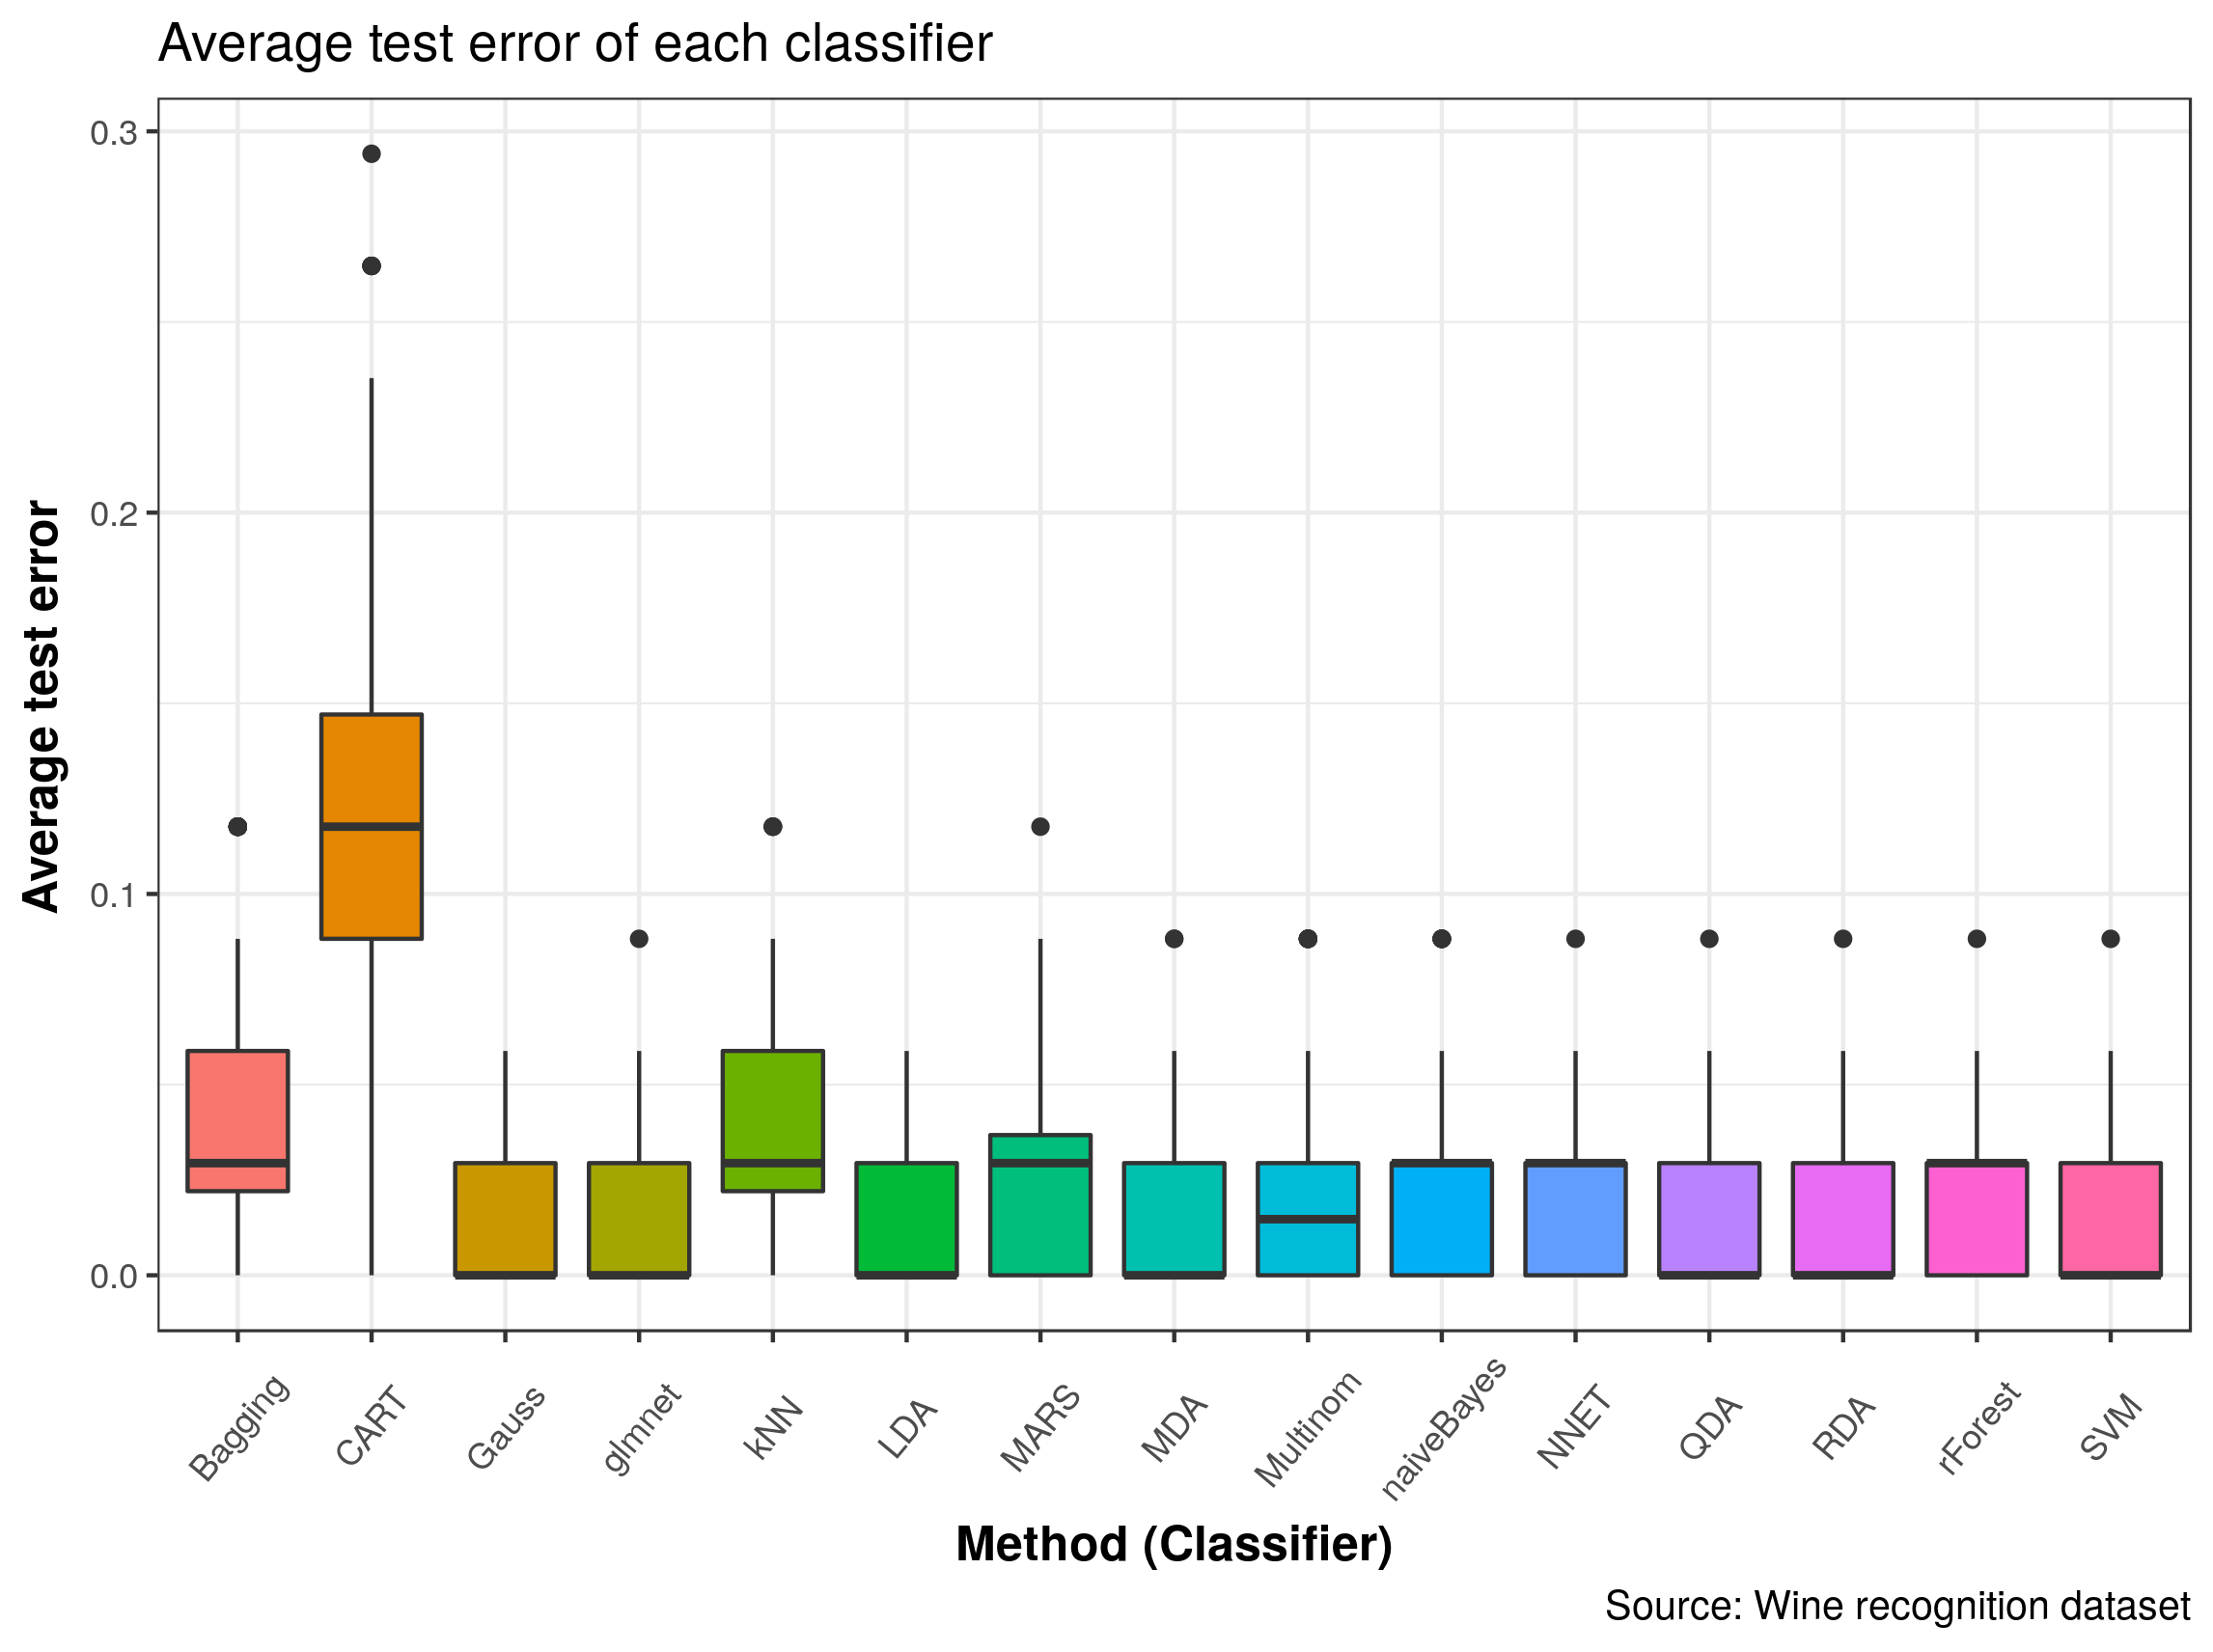 Average test error of each classifier
Average test error
0.3
0.2
0.1
0.0
Bagging
CART
Gauss
glmnet
kNN
LDA
MARS
MDA
Multinom
naiveBayes
NNET
QDA
RDA
rForest
SVM
Method (Classifier)
Source: Wine recognition dataset